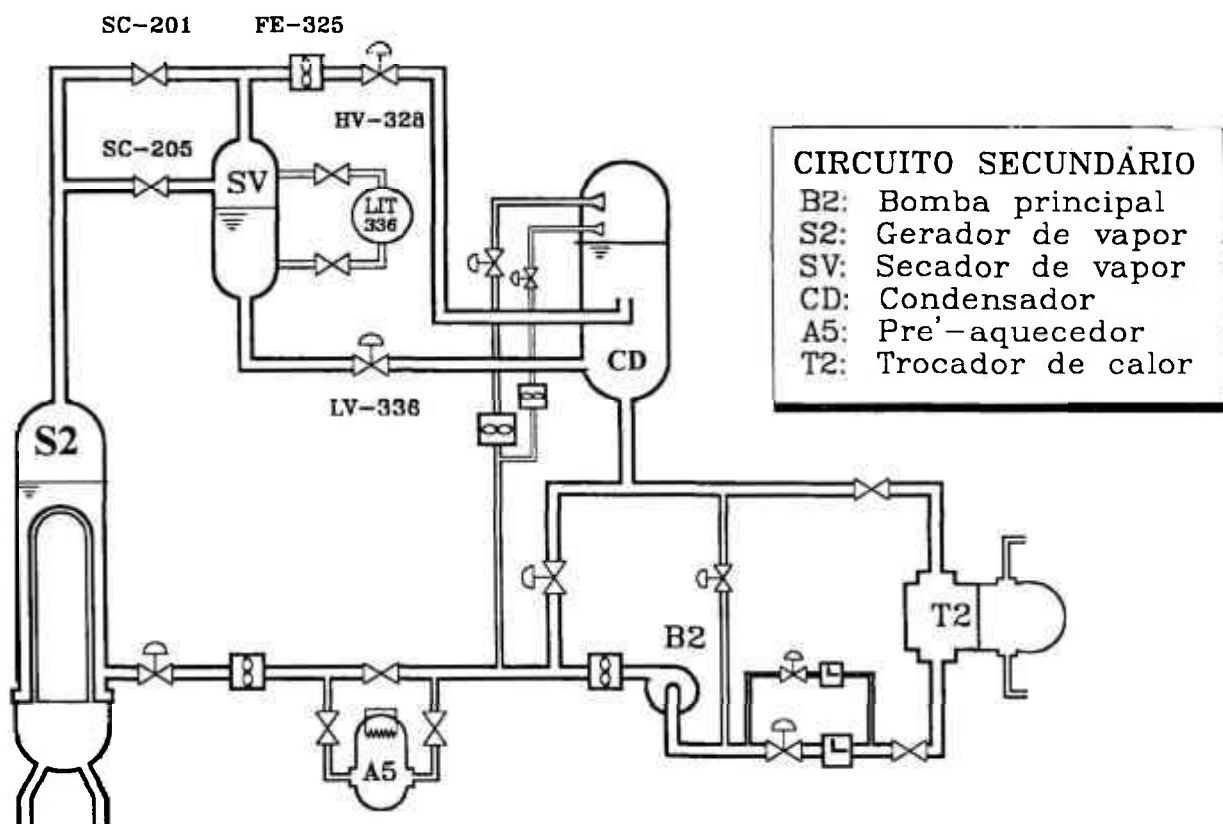 SC-201
FE-325
HV-328
SC-205
SV
LIT
336
CIRCUITO SECUNDÁRIO
B2: Bomba principal
S2: Gerador de vapor
SV: Secador de vapor
CD: Condensador
A5: Pre'-aquecedor
T2: Trocador de calor
CD
LV-336
S2
B2
T2
A5